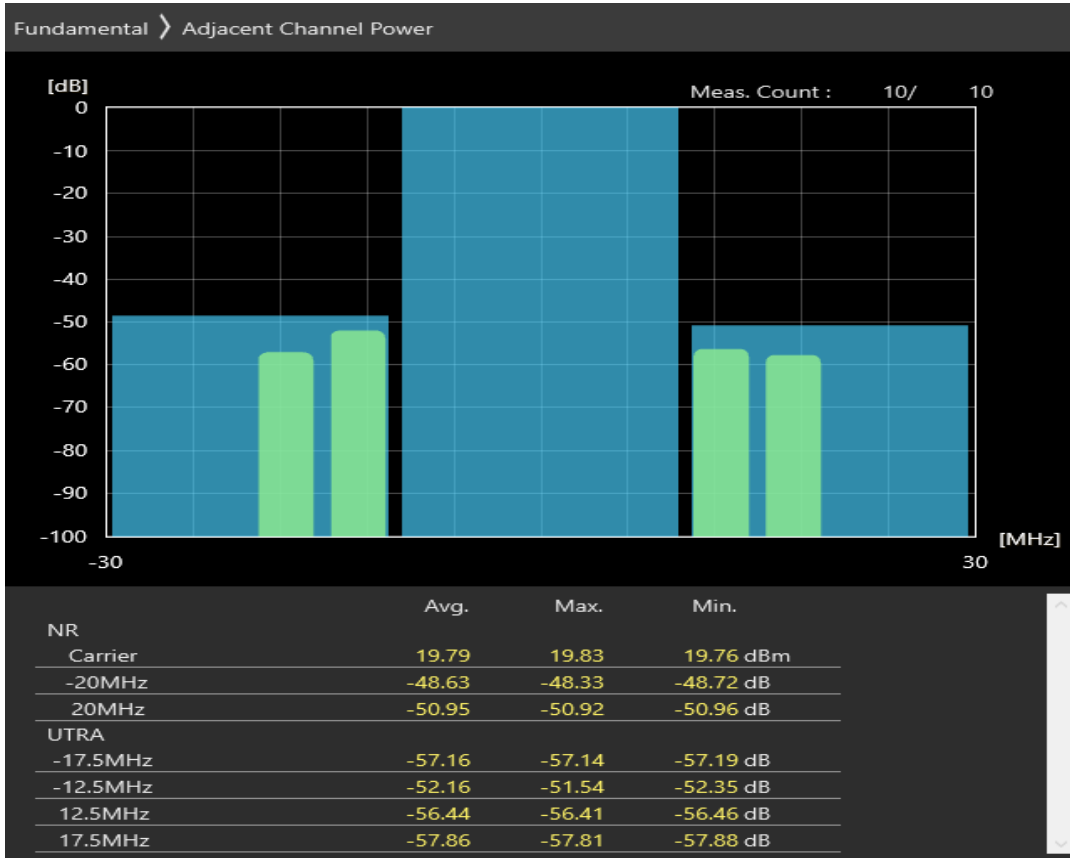 Fundamental ❭ Adjacent Channel Power
[dB]
Meas. Count : 10/ 10
0
-10
-20
-30
-40
-50
-60
-70
-80
-90
-100
[MHz]
-30 30
Avg. Max. Min.
NR
Carrier 19.79 19.83 19.76 dBm
-20MHz -48.63 -48.33 -48.72 dB
20MHz -50.95 -50.92 -50.96 dB
UTRA
-17.5MHz -57.16 -57.14 -57.19 dB
-12.5MHz -52.16 -51.54 -52.35 dB
12.5MHz -56.44 -56.41 -56.46 dB
17.5MHz -57.86 -57.81 -57.88 dB